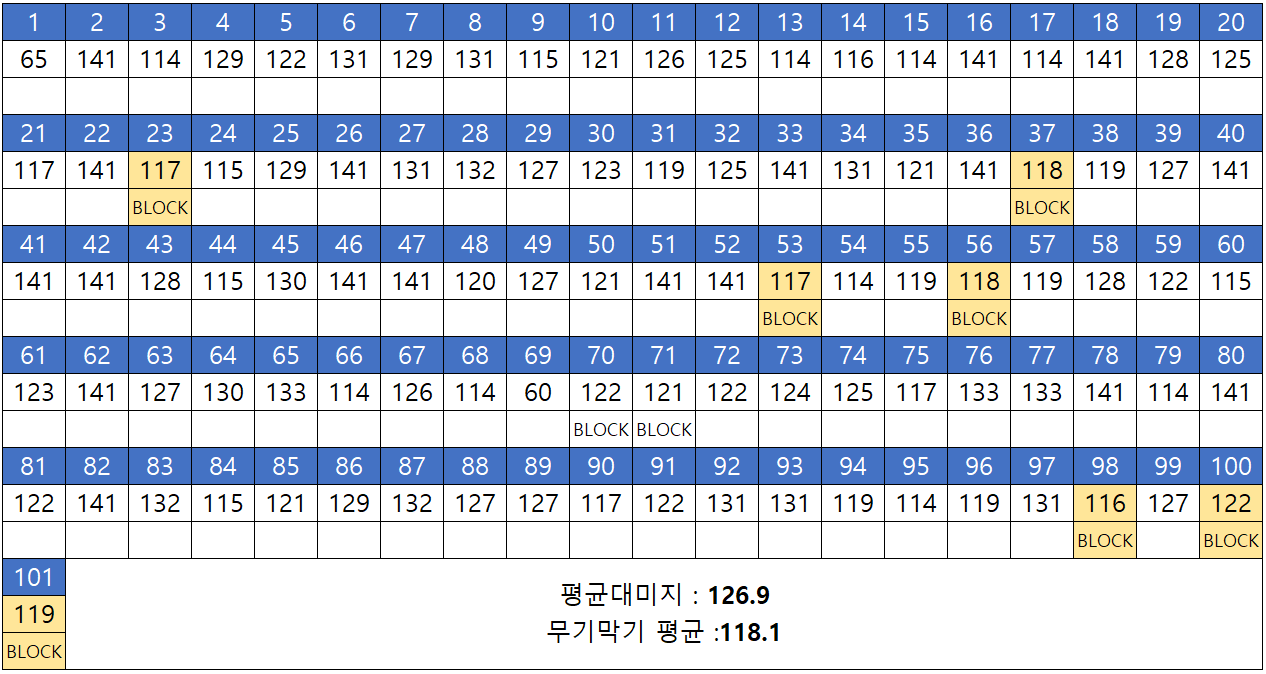 1 2 3 4 5 6 7 8 9 10 11 12 13 14 15 16 17 18 19 20
65 141 114 129 122 131 129 131 115 121 126 125 114 116 114 141 114 141 128 125
21 22 23 24 25 26 27 28 29 30 31 32 33 34 35 36 37 38 39 40
117 141 117 115 129 141 131 132 127 123 119 125 141 131 121 141 118 119 127 141
BLOCK BLOCK
41 42 43 44 45 46 47 48 49 50 51 52 53 54 55 56 57 58 59 60
141 141 128 115 130 141 141 120 127 121 141 141 117 114 119 118 119 128 122 115
BLOCK BLOCK
61 62 63 64 65 66 67 68 69 70 71 72 73 74 75 76 77 78 79 80
123 141 127 130 133 114 126 114 60 122 121 122 124 125 117 133 133 141 114 141
BLOCK BLOCK
81 82 83 84 85 86 87 88 89 90 91 92 93 94 95 96 97 98 99 100
122 141 132 115 121 129 132 127 127 117 122 131 131 119 114 119 131 116 127 122
BLOCK BLOCK
101
119
BLOCK
평균대미지 : 126.9
무기막기 평균 :118.1